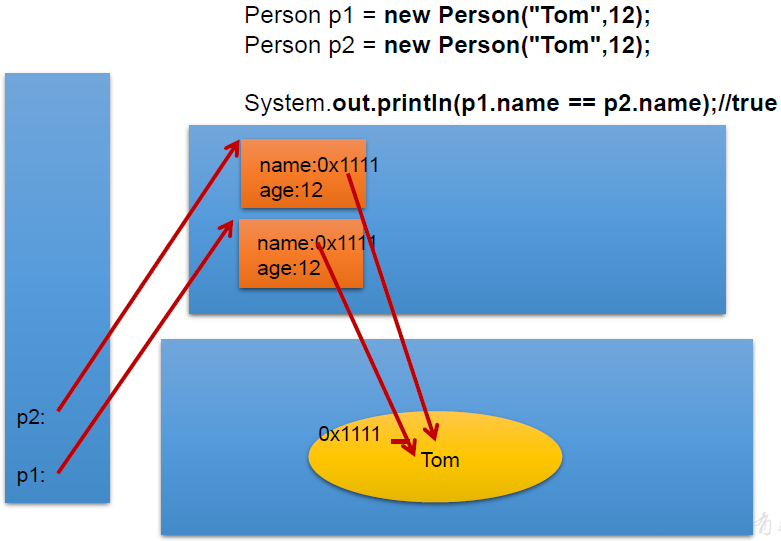 Person p1 = new Person("Tom",12);
Person p2 = new Person("Tom",12);
System.out.println(p1.name == p2.name);//true
name:0x1111
age:12
name:0x1111
age:12
p2:
p1:
0x1111
Tom